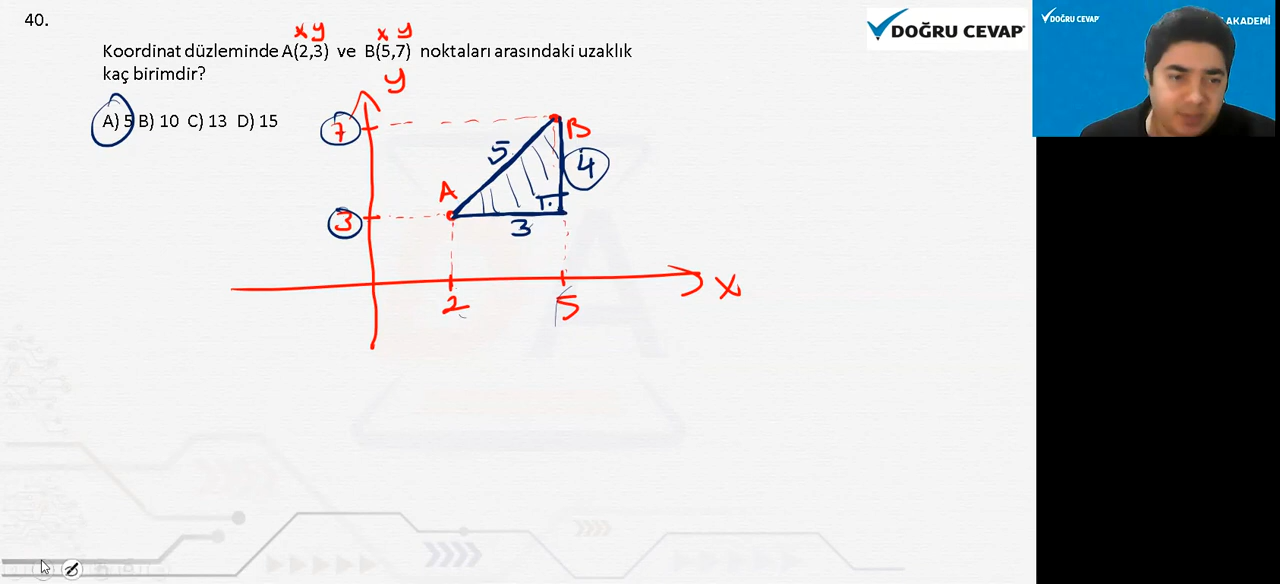 40.
x y x y
Koordinat düzleminde A(2,3) ve B(5,7) noktaları arasındaki uzaklık
kaç birimdir?
A) 5 B) 10 C) 13 D) 15
y
7
B
5
4
A
3
3
x
2
5
DOĞRU CEVAP
DOĞRU CEVAP
AKADEMİ